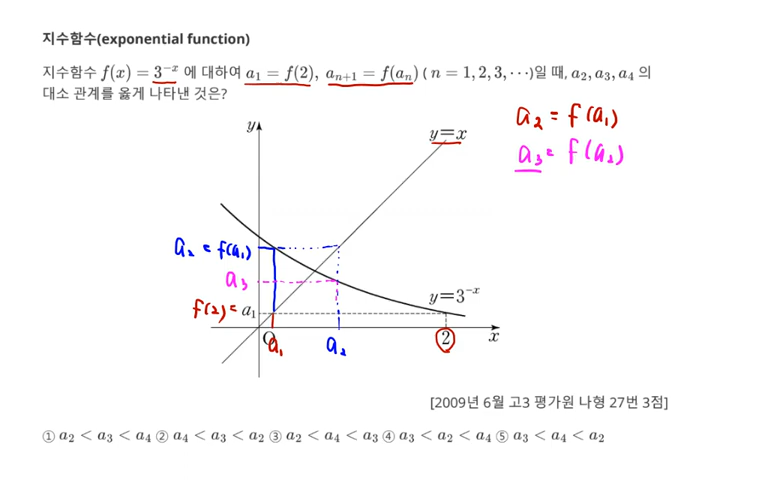 지수함수(exponential function)
지수함수 f(x) = 3^{-x} 에 대하여 a_1 = f(2), a_{n+1} = f(a_n) ( n = 1, 2, 3, ⋯ )일 때, a_2, a_3, a_4 의
대소 관계를 옳게 나타낸 것은?
a_2 = f(a_1)
a_3 = f(a_2)
y
y=x
a_2 = f(a_1)
a_3
y=3^{-x}
f(2) = a_1
O
a_1
a_2
2
x
[2009년 6월 고3 평가원 나형 27번 3점]
① a_2 < a_3 < a_4 ② a_4 < a_3 < a_2 ③ a_2 < a_4 < a_3 ④ a_3 < a_2 < a_4 ⑤ a_3 < a_4 < a_2